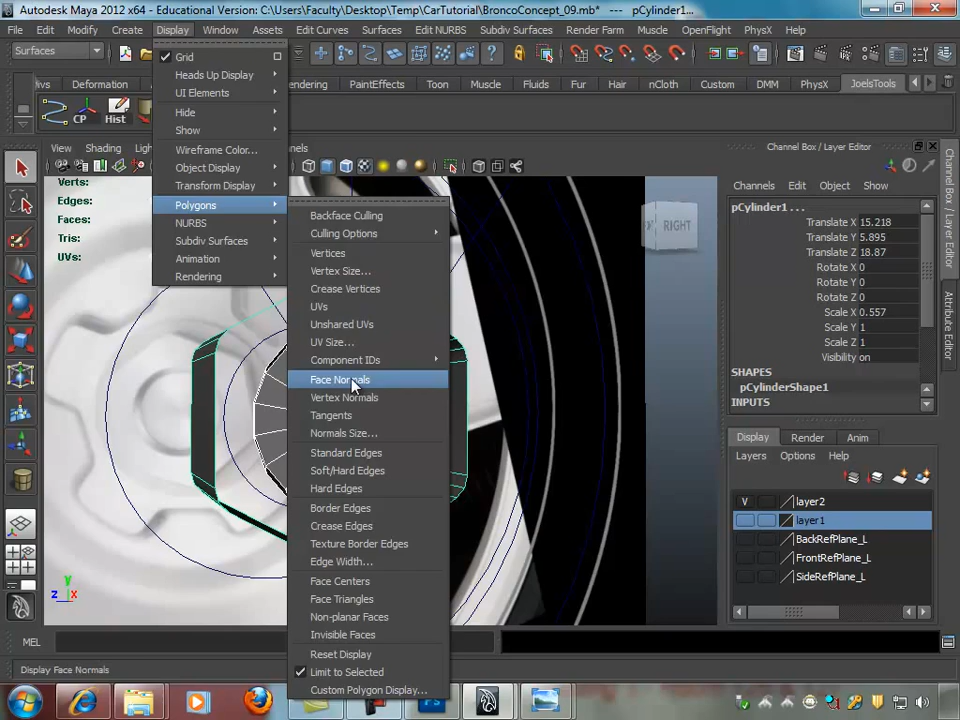 Autodesk Maya 2012 x64 - Educational Version: C:\Users\Faculty\Desktop\Temp\CarTutorial\BroncoConcept_09.mb* --- pCylinder1...
File Edit Modify Create Display Window Assets Edit Curves Surfaces Edit NURBS Subdiv Surfaces Render Farm Muscle OpenFlight PhysX Help
Surfaces
Grid
Deformation
PaintEffects Toon Muscle Fluids Fur Hair nCloth Custom DMM PhysX JoelsTools
Heads Up Display
UI Elements
Hide
CP Hist
Show
View Shading
Wireframe Color...
Object Display
Transform Display
Polygons
NURBS
Subdiv Surfaces
Animation
Rendering
Verts:
Edges:
Faces:
Tris:
UVs:
Backface Culling
Culling Options
Vertices
Vertex Size...
Crease Vertices
UVs
Unshared UVs
UV Size...
Component IDs
Face Normals
Vertex Normals
Tangents
Normals Size...
Standard Edges
Soft/Hard Edges
Hard Edges
Border Edges
Crease Edges
Texture Border Edges
Edge Width...
Face Centers
Face Triangles
Non-planar Faces
Invisible Faces
Reset Display
Limit to Selected
Custom Polygon Display...
RIGHT
Channel Box / Layer Editor
Channels Edit Object Show
pCylinder1 . . .
Translate X 15.218
Translate Y 5.895
Translate Z 18.87
Rotate X 0
Rotate Y 0
Rotate Z 0
Scale X 0.557
Scale Y 1
Scale Z 1
Visibility on
SHAPES
pCylinderShape1
INPUTS
Display Render Anim
Layers Options Help
V layer2
layer1
BackRefPlane_L
FrontRefPlane_L
SideRefPlane_L
Channel Box / Layer Editor
Attribute Editor
y
z x
MEL
Display Face Normals